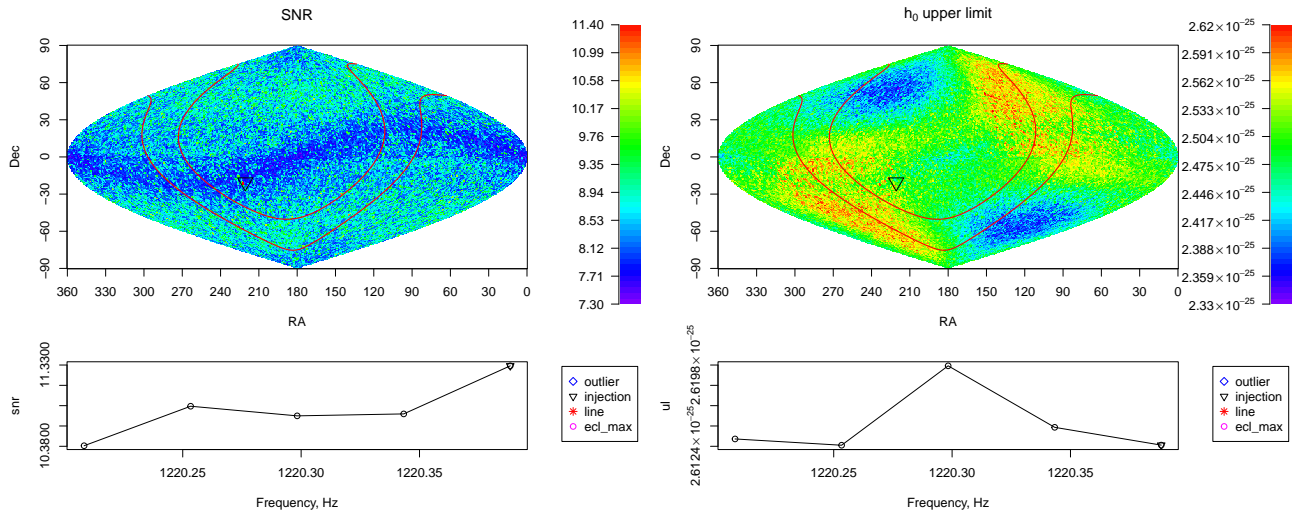 SNR
90
60
30
0
−30
−60
−90
Dec
360 330 300 270 240 210 180 150 120 90 60 30 0
RA
11.40
10.99
10.58
10.17
9.76
9.35
8.94
8.53
8.12
7.71
7.30
h₀ upper limit
90
60
30
0
−30
−60
−90
Dec
360 330 300 270 240 210 180 150 120 90 60 30 0
RA
2.62×10⁻²⁵
2.591×10⁻²⁵
2.562×10⁻²⁵
2.533×10⁻²⁵
2.504×10⁻²⁵
2.475×10⁻²⁵
2.446×10⁻²⁵
2.417×10⁻²⁵
2.388×10⁻²⁵
2.359×10⁻²⁵
2.33×10⁻²⁵
11.3300
10.3800
snr
1220.25 1220.30 1220.35
Frequency, Hz
outlier
injection
line
ecl_max
2.6198×10⁻²⁵
2.6124×10⁻²⁵
ul
1220.25 1220.30 1220.35
Frequency, Hz
outlier
injection
line
ecl_max